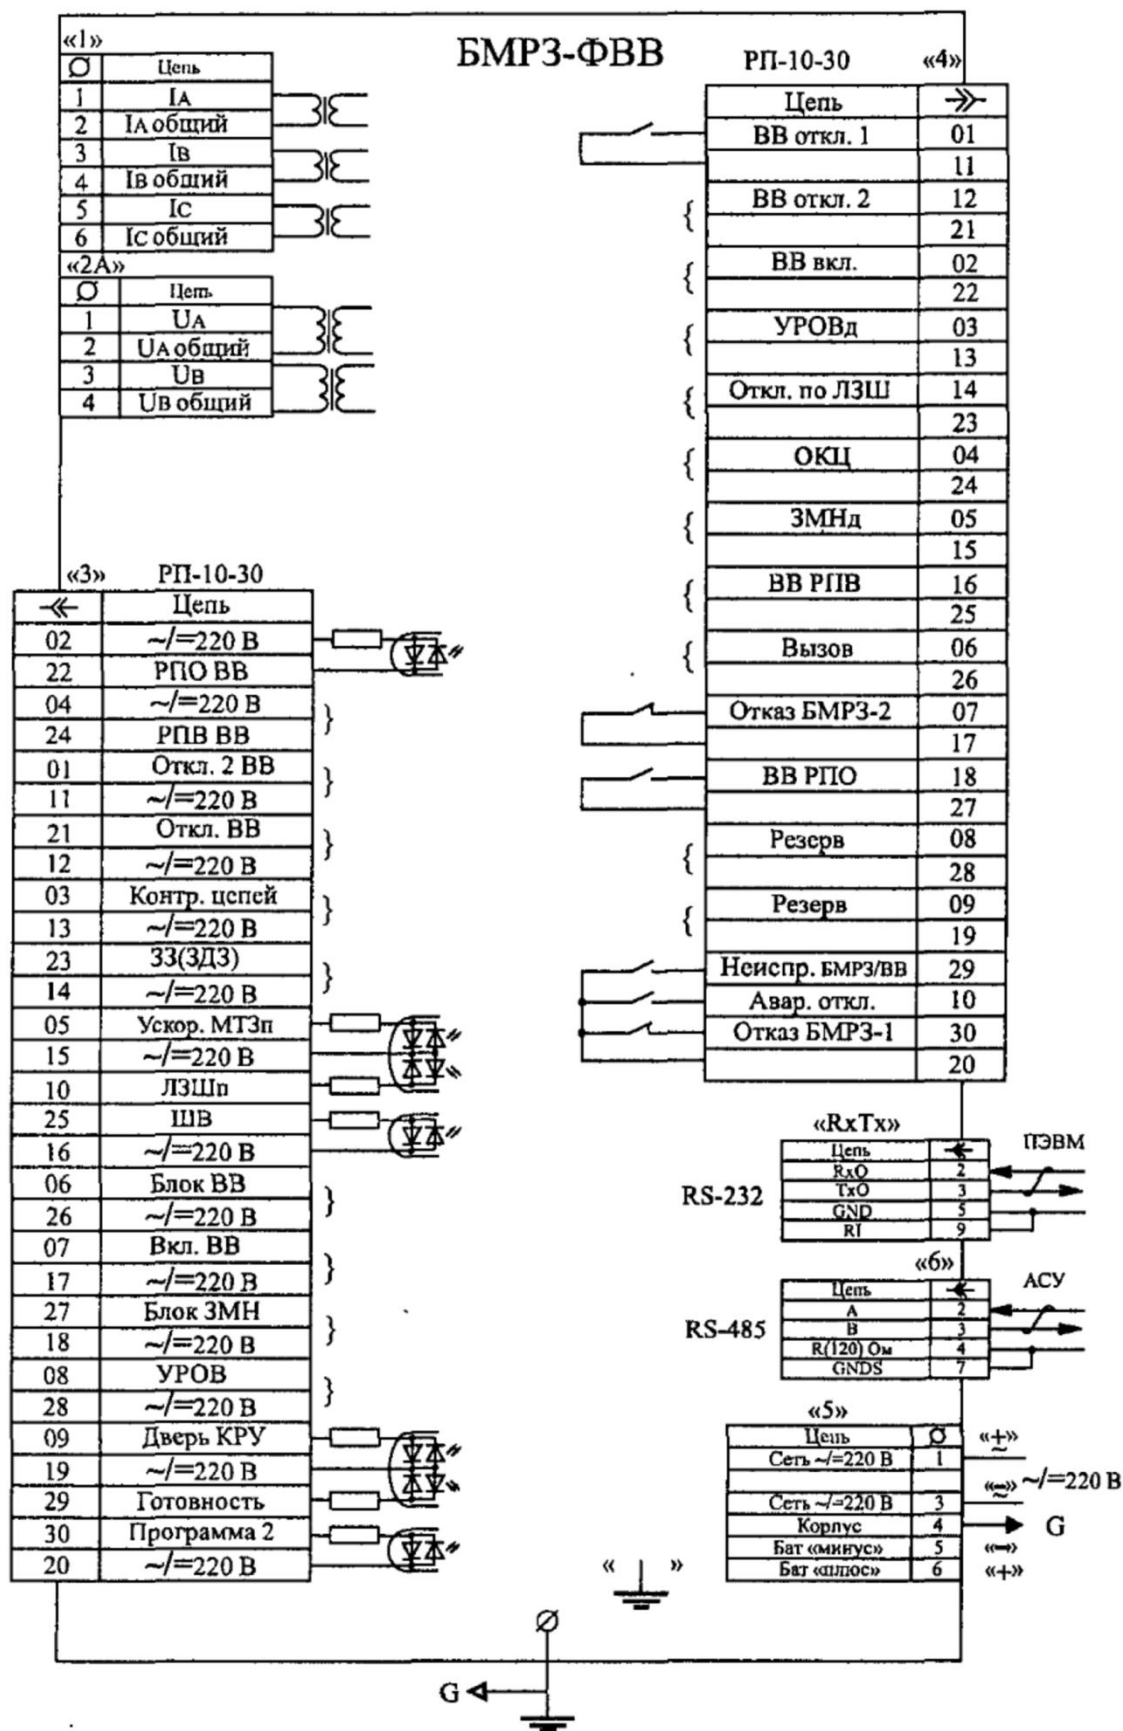 БМРЗ-ФВВ
«1»
Ø Цепь
1 IA
2 IA общий
3 IB
4 IB общий
5 IC
6 IC общий
«2А»
Ø Цепь
1 UA
2 UA общий
3 UB
4 UB общий
«3» РП-10-30
Цепь
02 ~/=220 В
22 РПО ВВ
04 ~/=220 В
24 РПВ ВВ
01 Откл. 2 ВВ
11 ~/=220 В
21 Откл. ВВ
12 ~/=220 В
03 Контр. цепей
13 ~/=220 В
23 ЗЗ(ЗДЗ)
14 ~/=220 В
05 Ускор. МТЗп
15 ~/=220 В
10 ЛЗШп
25 ШВ
16 ~/=220 В
06 Блок ВВ
26 ~/=220 В
07 Вкл. ВВ
17 ~/=220 В
27 Блок ЗМН
18 ~/=220 В
08 УРОВ
28 ~/=220 В
09 Дверь КРУ
19 ~/=220 В
29 Готовность
30 Программа 2
20 ~/=220 В
РП-10-30 «4»
Цепь
ВВ откл. 1 01
11
ВВ откл. 2 12
21
ВВ вкл. 02
22
УРОВд 03
13
Откл. по ЛЗШ 14
23
ОКЦ 04
24
ЗМНд 05
15
ВВ РПВ 16
25
Вызов 06
26
Отказ БМРЗ-2 07
17
ВВ РПО 18
27
Резерв 08
28
Резерв 09
19
Неиспр. БМРЗ/ВВ 29
Авар. откл. 10
Отказ БМРЗ-1 30
20
«RxTx»
RS-232
Цепь
RxO 2
TxO 3
GND 5
RI 9
ПЭВМ
«6»
RS-485
Цепь
A 2
B 3
R(120) Ом 4
GNDS 7
АСУ
«5»
Цепь Ø
Сеть ~/=220 В 1 «+»
~
«−» ~/=220 В
~
Сеть ~/=220 В 3
Корпус 4 G
Бат «минус» 5 «−»
Бат «плюс» 6 «+»
« »
G